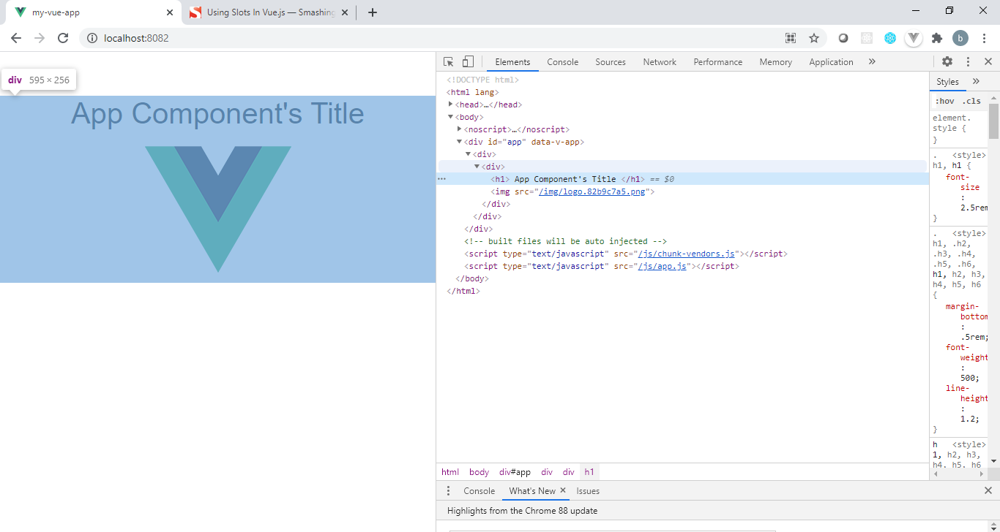 my-vue-app
Using Slots In Vue.js — Smashing
localhost:8082
b
div 595 × 256
App Component's Title
Elements Console Sources Network Performance Memory Application »
<!DOCTYPE html>
<html lang>
<head>…</head>
<body>
<noscript>…</noscript>
<div id="app" data-v-app>
<div>
<div>
<h1> App Component's Title </h1> == $0
<img src="/img/logo.82b9c7a5.png">
</div>
</div>
</div>
<!-- built files will be auto injected -->
<script type="text/javascript" src="/js/chunk-vendors.js"></script>
<script type="text/javascript" src="/js/app.js"></script>
</body>
</html>
html body div#app div div h1
Styles »
:hov .cls
element.
style {
}
. <style>
h1, h1 {
font-
size
:
2.5rem
}
. <style>
h1, .h2,
.h3, .h4,
.h5, .h6,
h1, h2, h3,
h4, h5, h6
{
margin-
bottom
:
.5rem;
font-
weight
:
500;
line-
height
:
1.2;
}
h <style>
1, h2, h3,
h4, h5, h6
Console What's New Issues
Highlights from the Chrome 88 update